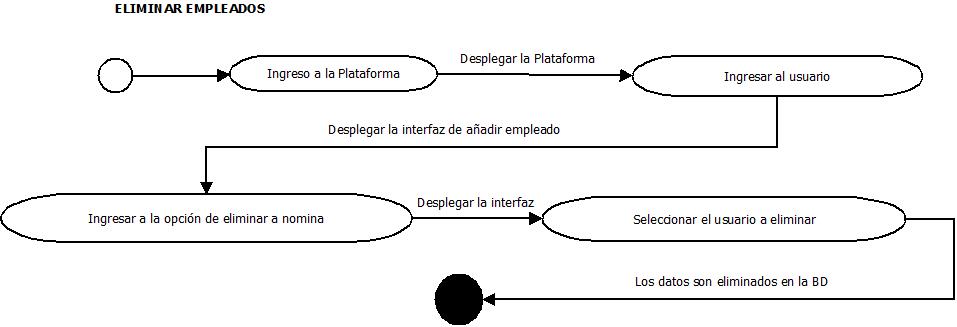 ELIMINAR EMPLEADOS
Desplegar la Plataforma
Ingreso a la Plataforma
Ingresar al usuario
Desplegar la interfaz de añadir empleado
Desplegar la interfaz
Ingresar a la opción de eliminar a nomina
Seleccionar el usuario a eliminar
Los datos son eliminados en la BD